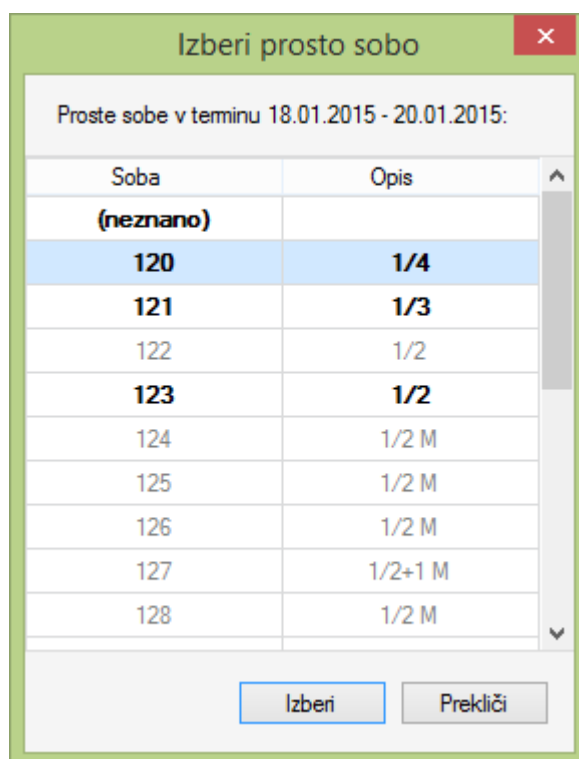 Izberi prosto sobo
Proste sobe v terminu 18.01.2015 - 20.01.2015:
Soba Opis
(neznano)
120 1/4
121 1/3
122 1/2
123 1/2
124 1/2 M
125 1/2 M
126 1/2 M
127 1/2+1 M
128 1/2 M
Izberi Prekliči